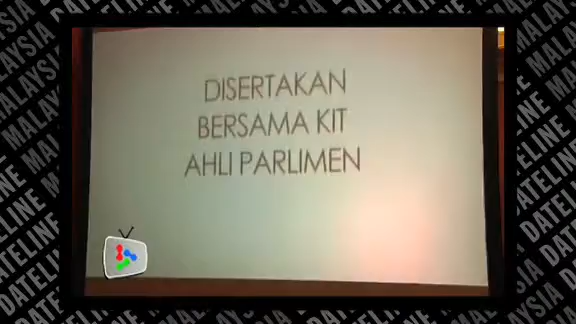 DISERTAKAN
BERSAMA KIT
AHLI PARLIMEN
DATELINE MALAYSIA